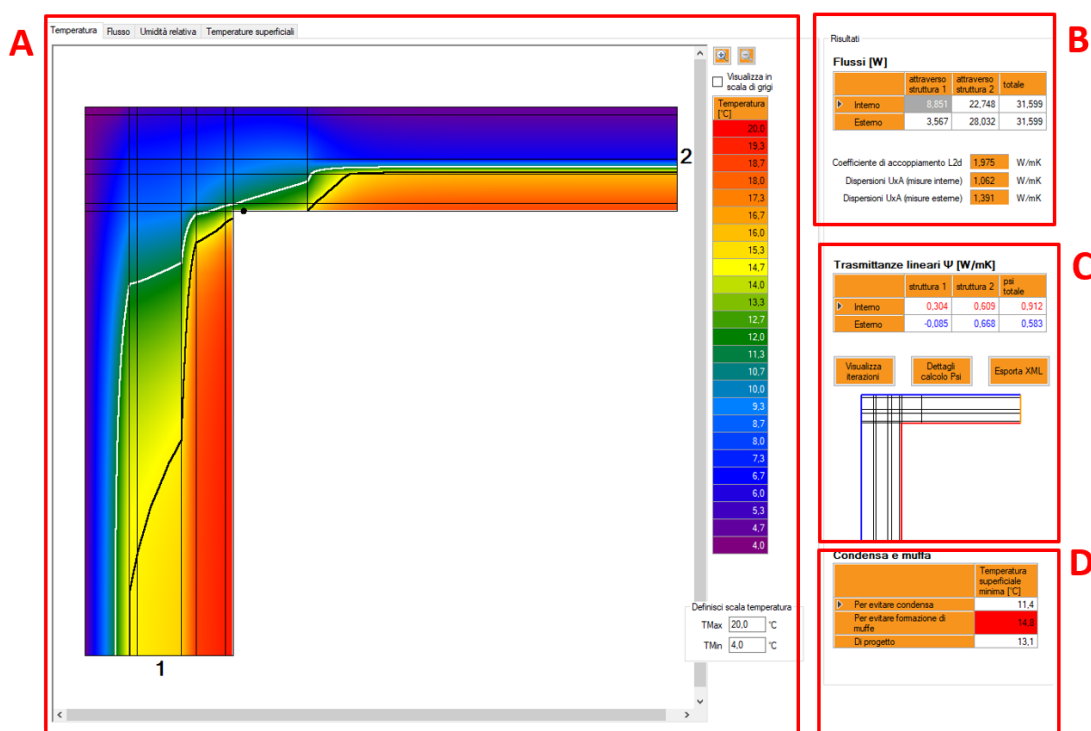 A
Temperatura
Flusso
Umidità relativa
Temperature superficiali
Visualizza in
scala di grigi
Temperatura
[°C]
20,0
19,3
18,7
18,0
17,3
16,7
16,0
15,3
14,7
14,0
13,3
12,7
12,0
11,3
10,7
10,0
9,3
8,7
8,0
7,3
6,7
6,0
5,3
4,7
4,0
2
1
Definisci scala temperatura
TMax 20,0 °C
TMin 4,0 °C
B
Risultati
Flussi [W]
attraverso struttura 1
attraverso struttura 2
totale
Interno 8,851 22,748 31,599
Esterno 3,567 28,032 31,599
Coefficiente di accoppiamento L2d 1,975 W/mK
Dispersioni UxA (misure interne) 1,062 W/mK
Dispersioni UxA (misure esterne) 1,391 W/mK
C
Trasmittanze lineari Ψ [W/mK]
struttura 1
struttura 2
psi totale
Interno 0,304 0,609 0,912
Esterno -0,085 0,668 0,583
Visualizza iterazioni
Dettagli calcolo Psi
Esporta XML
D
Condensa e muffa
Temperatura
superficiale
minima [°C]
Per evitare condensa 11,4
Per evitare formazione di muffe 14,8
Di progetto 13,1